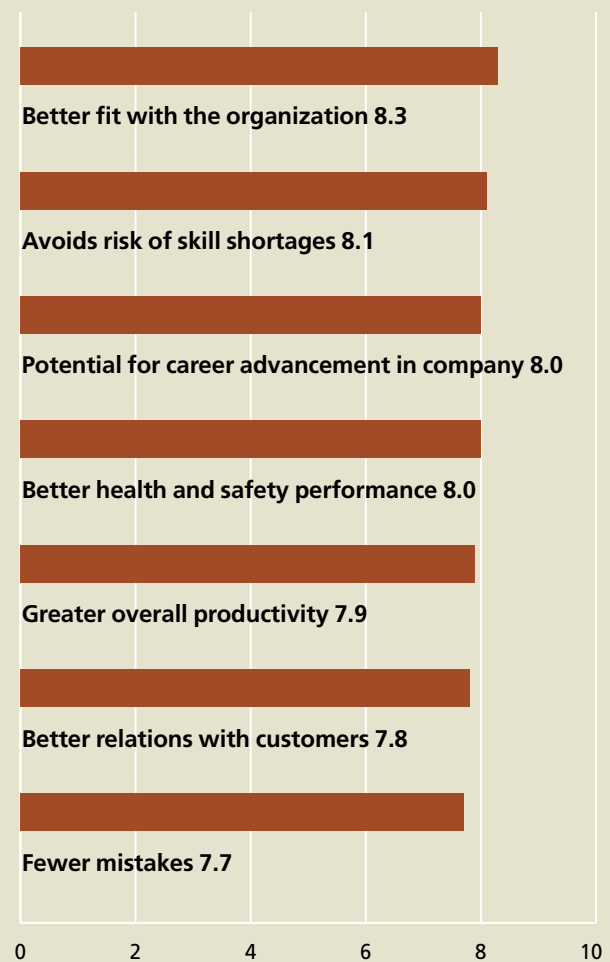 Better fit with the organization 8.3
Avoids risk of skill shortages 8.1
Potential for career advancement in company 8.0
Better health and safety performance 8.0
Greater overall productivity 7.9
Better relations with customers 7.8
Fewer mistakes 7.7
0 2 4 6 8 10